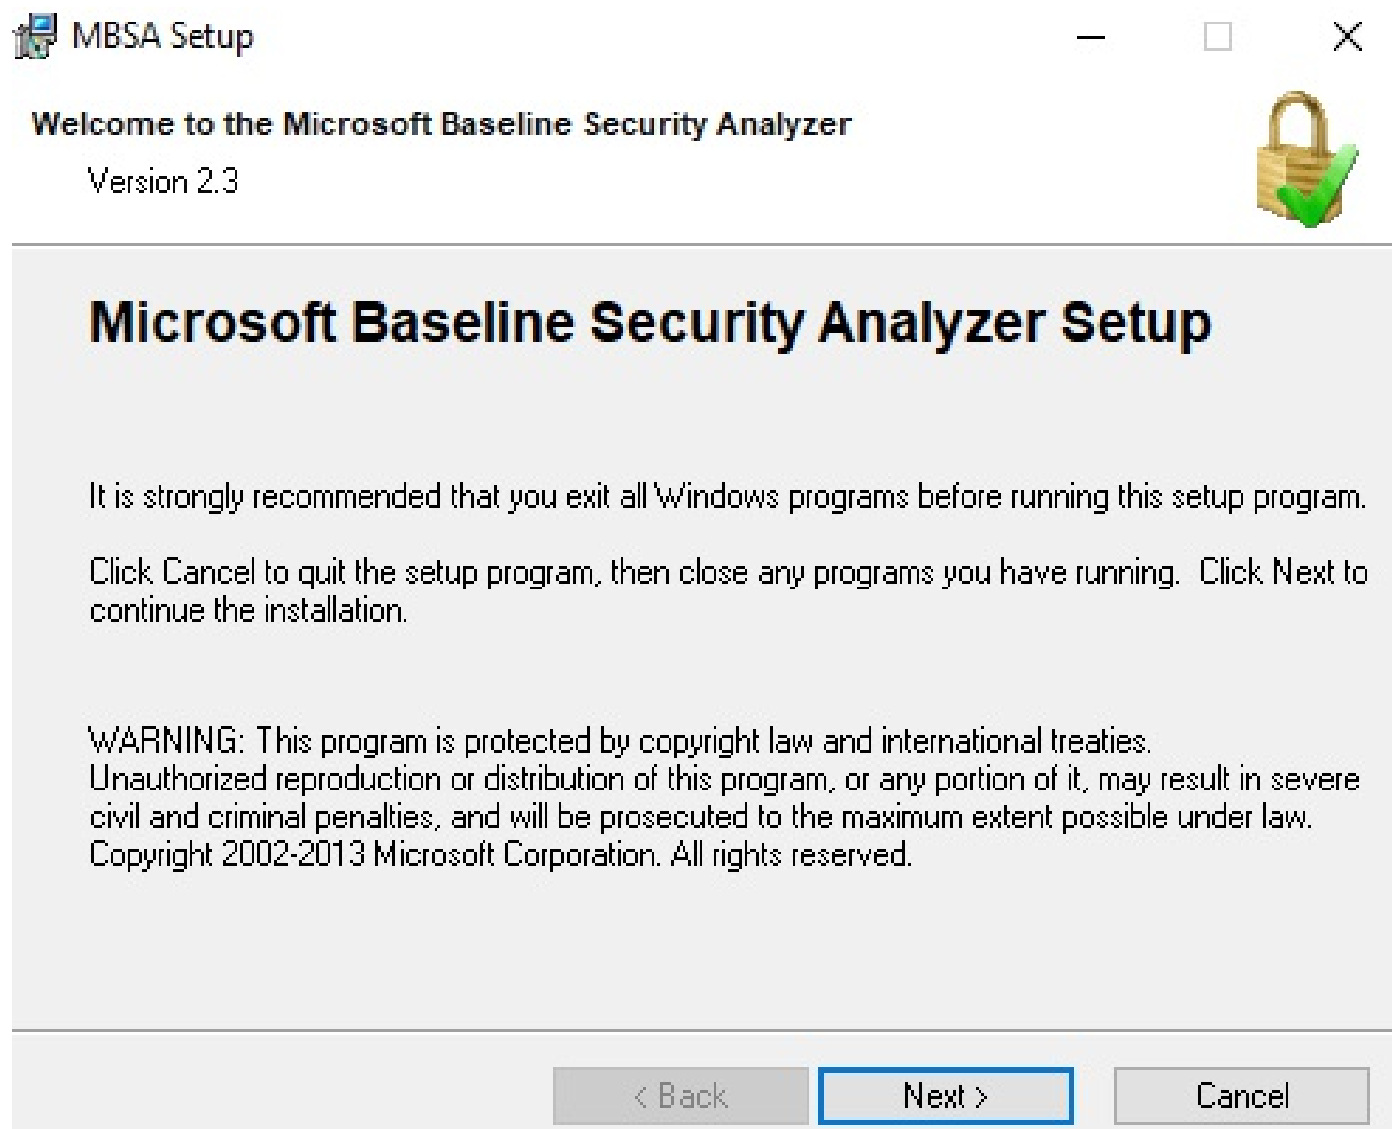 MBSA Setup
Welcome to the Microsoft Baseline Security Analyzer
Version 2.3
Microsoft Baseline Security Analyzer Setup
It is strongly recommended that you exit all Windows programs before running this setup program.
Click Cancel to quit the setup program, then close any programs you have running. Click Next to
continue the installation.
WARNING: This program is protected by copyright law and international treaties.
Unauthorized reproduction or distribution of this program, or any portion of it, may result in severe
civil and criminal penalties, and will be prosecuted to the maximum extent possible under law.
Copyright 2002-2013 Microsoft Corporation. All rights reserved.
< Back Next > Cancel